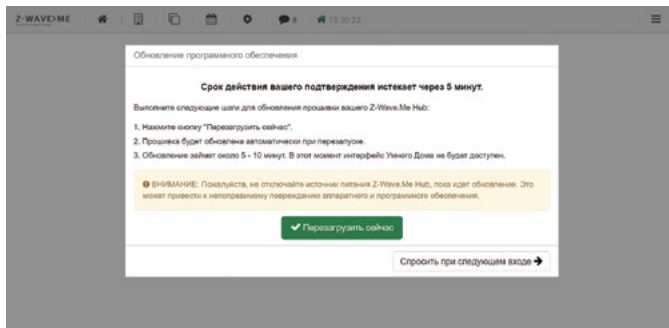 Z-WAVE>ME
8
13:39:22
Обновление программного обеспечения
Срок действия вашего подтверждения истекает через 5 минут.
Выполните следующие шаги для обновления прошивки вашего Z-Wave.Me Hub:
1. Нажмите кнопку "Перезагрузить сейчас".
2. Прошивка будет обновлена автоматически при перезапуске.
3. Обновление займет около 5 - 10 минут. В этот момент интерфейс Умного Дома не будет доступен.
ВНИМАНИЕ: Пожалуйста, не отключайте источник питания Z-Wave.Me Hub, пока идет обновление. Это
может привести к непоправимому повреждению аппаратного и программного обеспечения.
Перезагрузить сейчас
Спросить при следующем входе